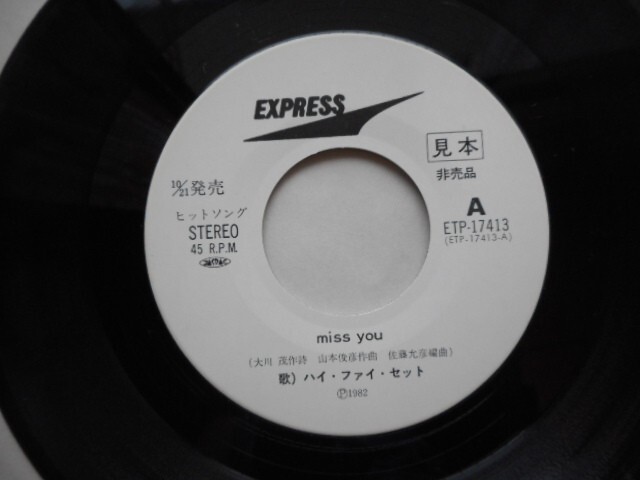 EXPRESS
見本
非売品
10/21発売
ヒットソング
STEREO
45 R.P.M.
A
ETP-17413
(ETP-17413-A)
miss you
(大川 茂作詩 山本俊彦作曲 佐藤允彦編曲)
歌)ハイ・ファイ・セット
Ⓟ1982